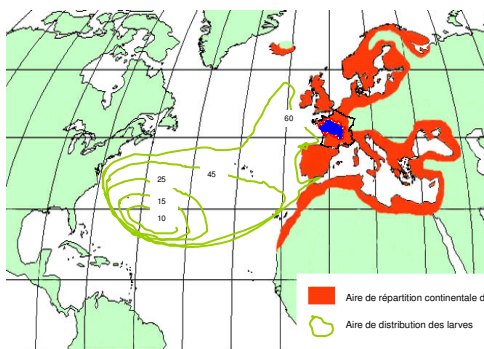 60
45
25
15
10
Aire de répartition continentale d
Aire de distribution des larves